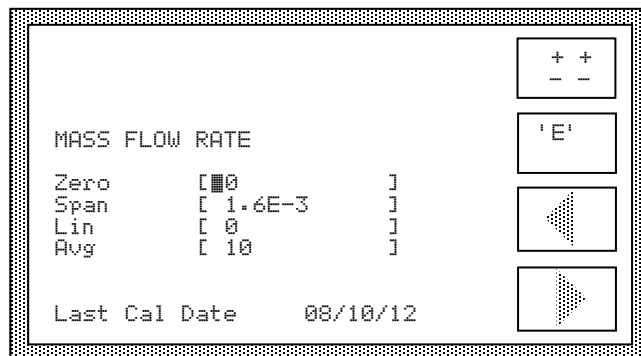 + +
– –
'E'
MASS FLOW RATE
Zero [ 0 ]
Span [ 1.6E-3 ]
Lin [ 0 ]
Avg [ 10 ]
Last Cal Date 08/10/12